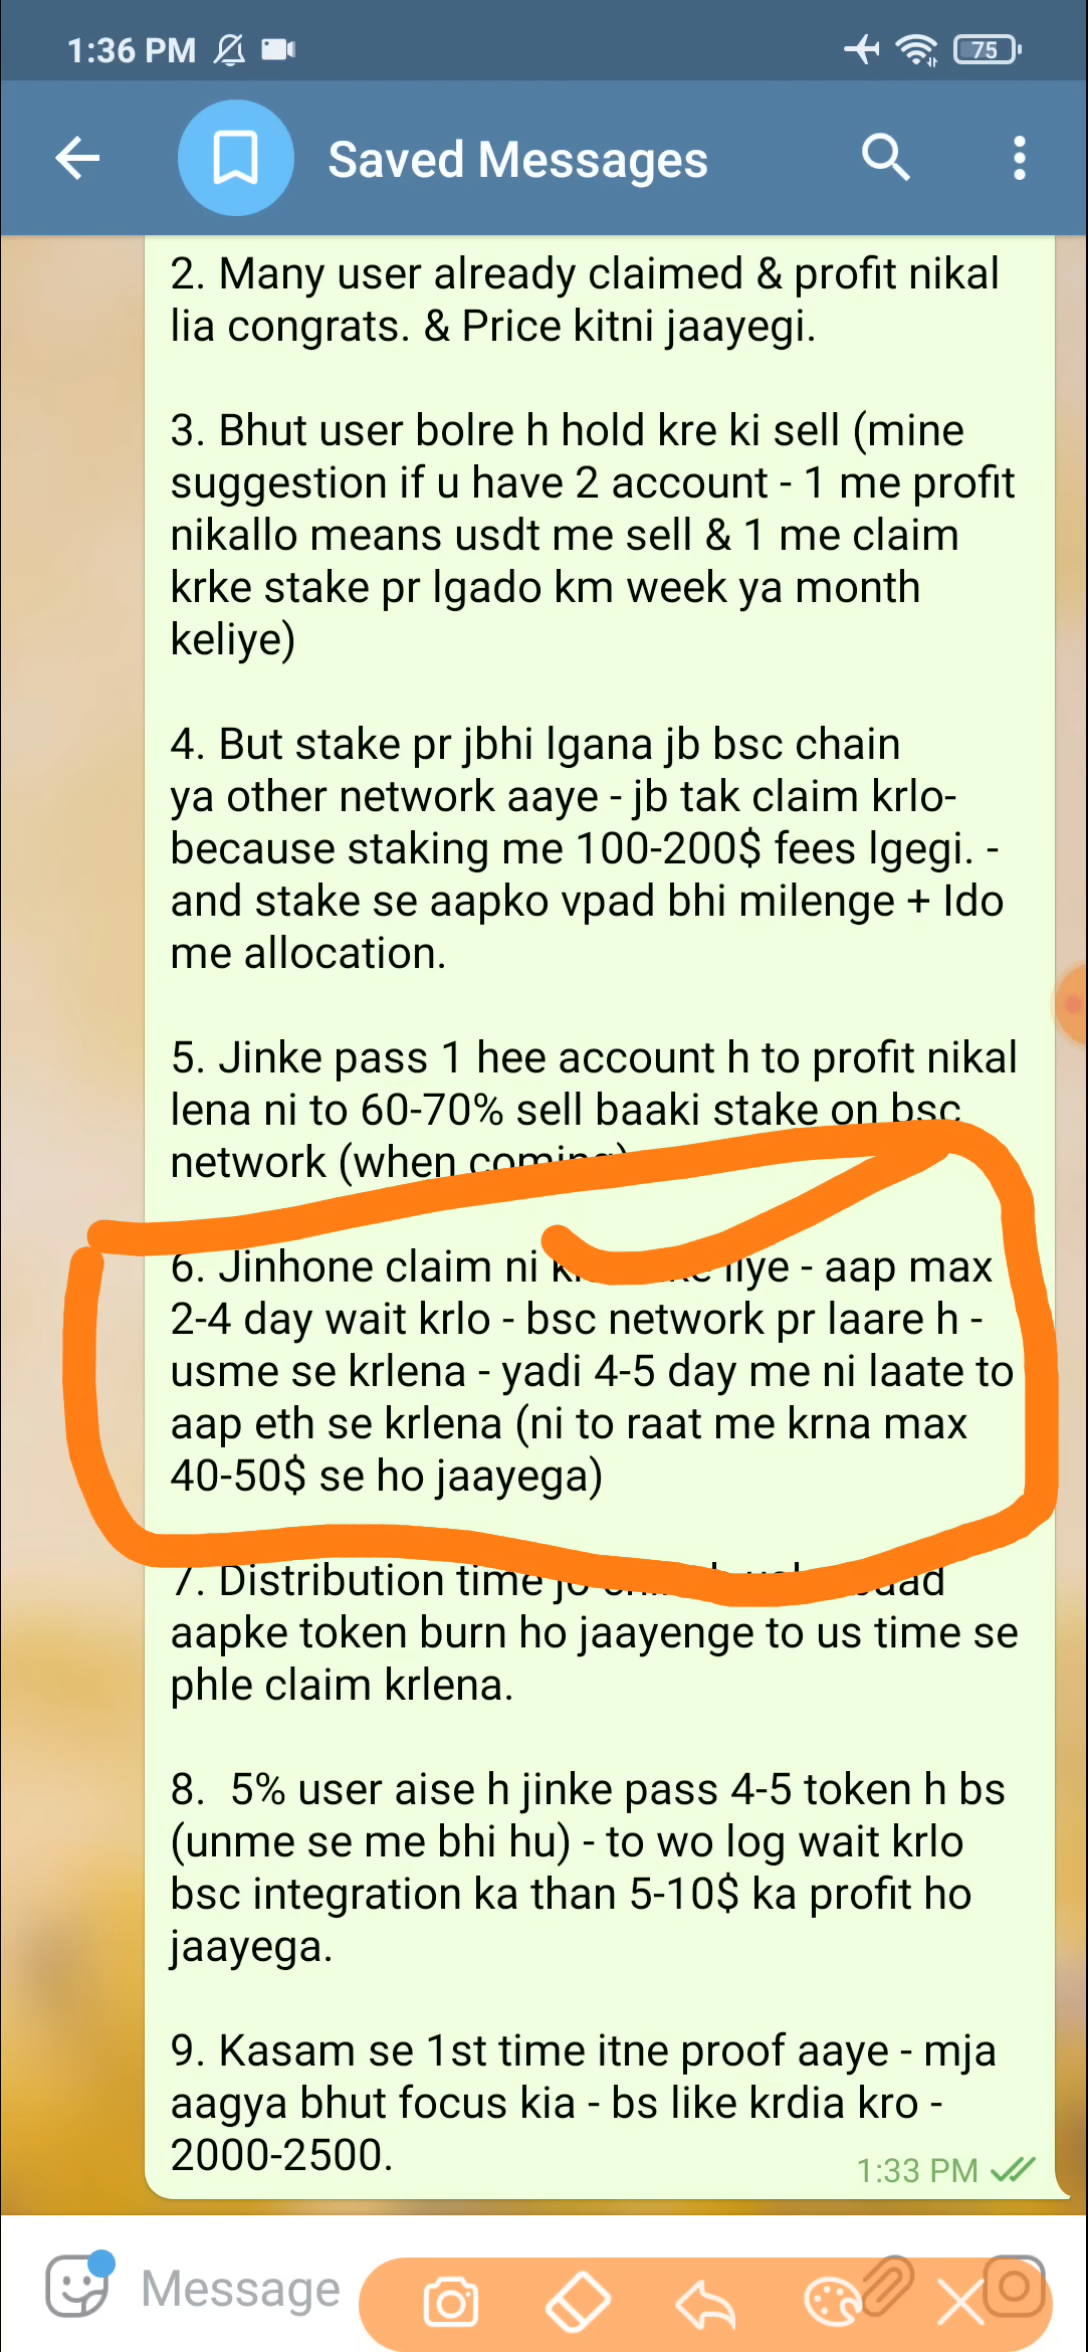 1:36 PM
75
Saved Messages
2. Many user already claimed & profit nikal
lia congrats. & Price kitni jaayegi.
3. Bhut user bolre h hold kre ki sell (mine
suggestion if u have 2 account - 1 me profit
nikallo means usdt me sell & 1 me claim
krke stake pr lgado km week ya month
keliye)
4. But stake pr jbhi lgana jb bsc chain
ya other network aaye - jb tak claim krlo-
because staking me 100-200$ fees lgegi. -
and stake se aapko vpad bhi milenge + Ido
me allocation.
5. Jinke pass 1 hee account h to profit nikal
lena ni to 60-70% sell baaki stake on bsc
network (when coming)
6. Jinhone claim ni liye - aap max
2-4 day wait krlo - bsc network pr laare h -
usme se krlena - yadi 4-5 day me ni laate to
aap eth se krlena (ni to raat me krna max
40-50$ se ho jaayega)
7. Distribution time jo
aapke token burn ho jaayenge to us time se
phle claim krlena.
8.  5% user aise h jinke pass 4-5 token h bs
(unme se me bhi hu) - to wo log wait krlo
bsc integration ka than 5-10$ ka profit ho
jaayega.
9. Kasam se 1st time itne proof aaye - mja
aagya bhut focus kia - bs like krdia kro -
2000-2500.
1:33 PM
Message